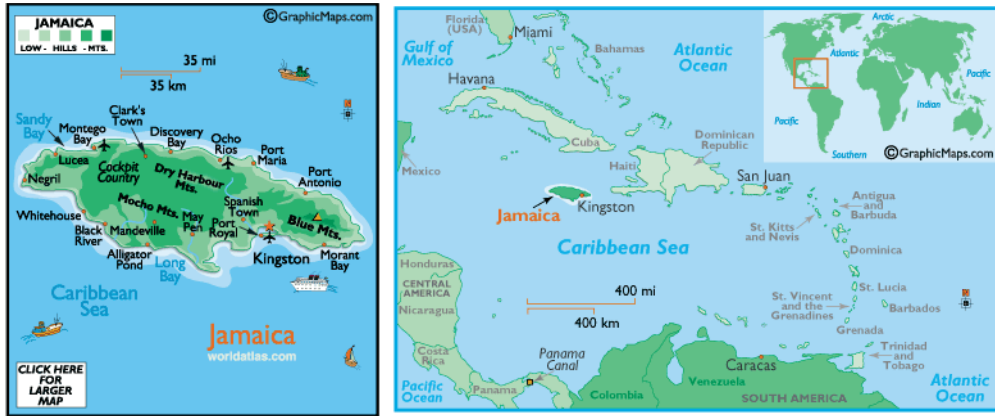 ©GraphicMaps.com
JAMAICA
LOW - HILLS - MTS.
35 mi
35 km
Clark's
Town
Sandy
Bay
Montego
Bay
Discovery
Bay
Ocho
Rios
Port
Maria
Lucea
Cockpit
Country
Dry Harbour
Mts.
Port
Antonio
Negril
Mocho Mts.
Spanish
Town
May
Pen
Port
Royal
Blue Mts.
Whitehouse
Black
River
Mandeville
Alligator
Pond
Long
Bay
Kingston
Morant
Bay
Caribbean
Sea
Jamaica
worldatlas.com
CLICK HERE
FOR
LARGER
MAP
Florida
(USA)
Miami
Gulf of
Mexico
Bahamas
Atlantic
Ocean
Havana
Cuba
Mexico
Haiti
Dominican
Republic
San Juan
Jamaica
Kingston
Antigua
and
Barbuda
St. Kitts
and Nevis
Caribbean Sea
Dominica
Honduras
CENTRAL
AMERICA
Nicaragua
400 mi
400 km
St. Lucia
St. Vincent
and the
Grenadines
Barbados
Grenada
Costa
Rica
Panama
Canal
Caracas
Trinidad
and
Tobago
Pacific
Ocean
Panama
Colombia
Venezuela
SOUTH AMERICA
Atlantic
Ocean
Arctic
Atlantic
Pacific
Indian
Pacific
Southern
©GraphicMaps.com